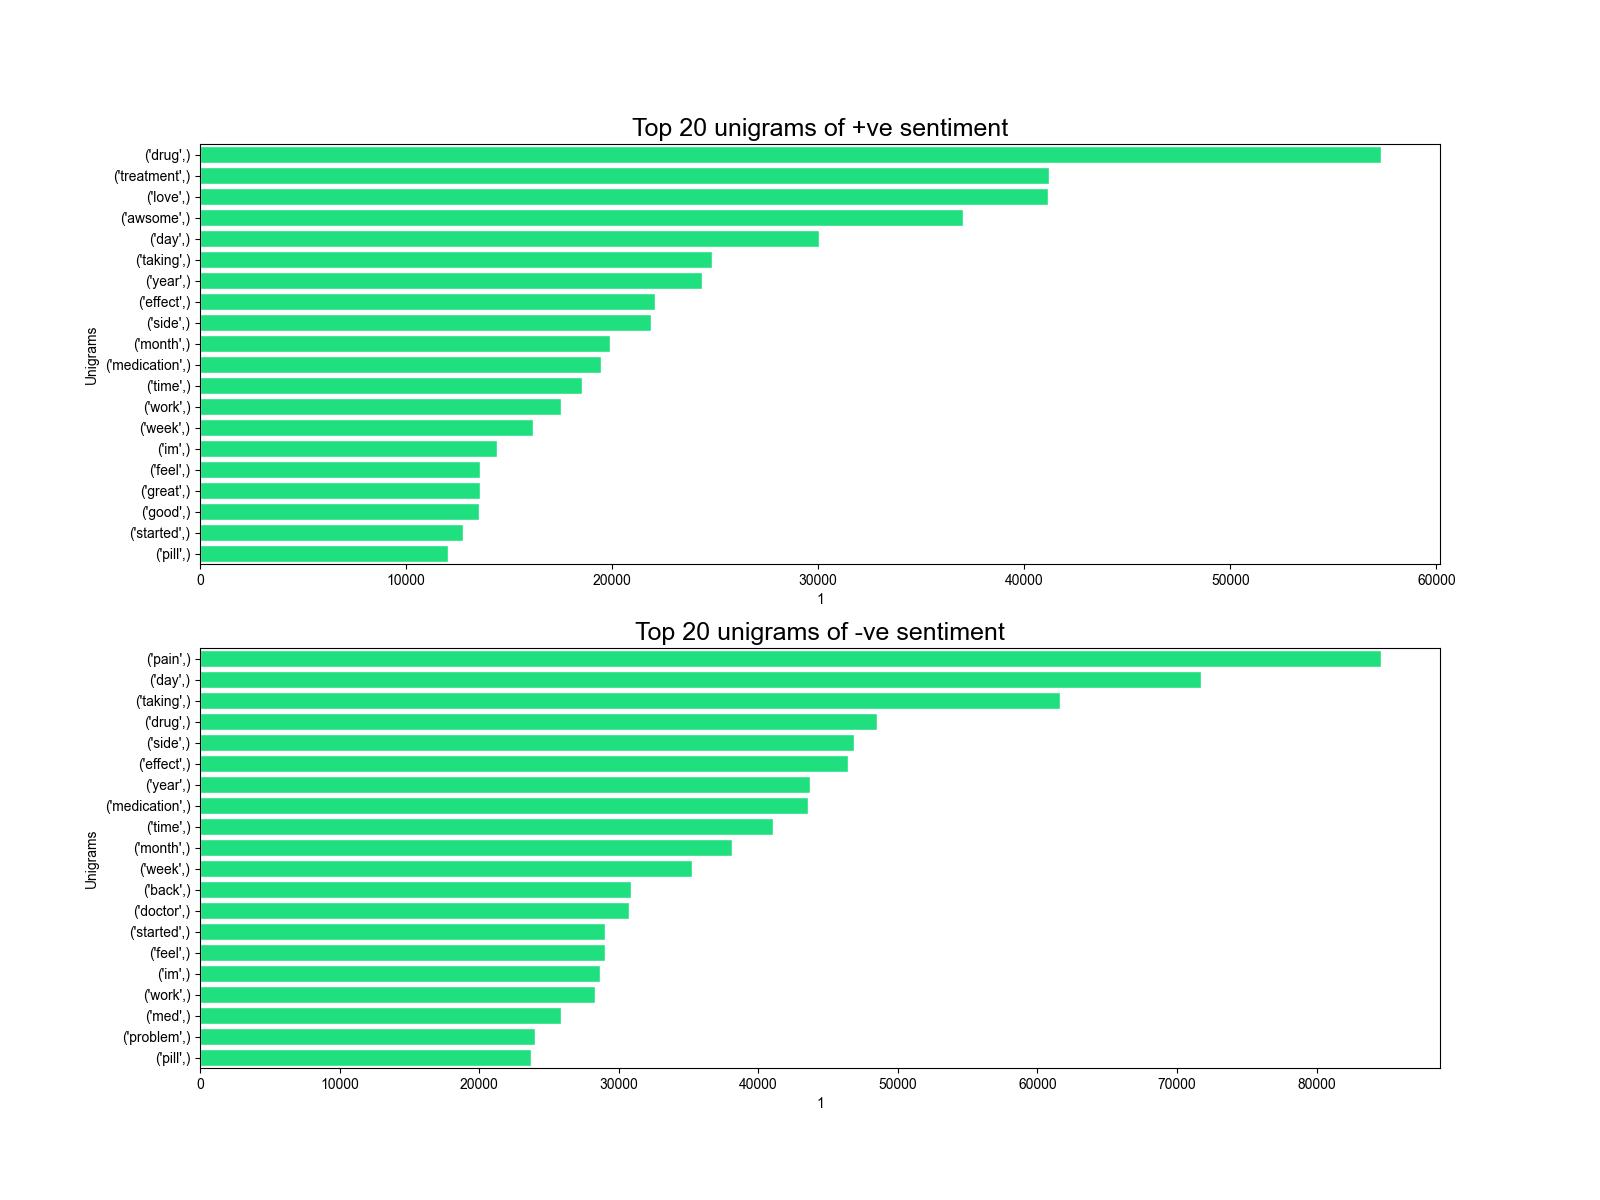 Top 20 unigrams of +ve sentiment
Unigrams
('drug',)
('treatment',)
('love',)
('awsome',)
('day',)
('taking',)
('year',)
('effect',)
('side',)
('month',)
('medication',)
('time',)
('work',)
('week',)
('im',)
('feel',)
('great',)
('good',)
('started',)
('pill',)
0 10000 20000 30000 40000 50000 60000
1
Top 20 unigrams of -ve sentiment
Unigrams
('pain',)
('day',)
('taking',)
('drug',)
('side',)
('effect',)
('year',)
('medication',)
('time',)
('month',)
('week',)
('back',)
('doctor',)
('started',)
('feel',)
('im',)
('work',)
('med',)
('problem',)
('pill',)
0 10000 20000 30000 40000 50000 60000 70000 80000
1